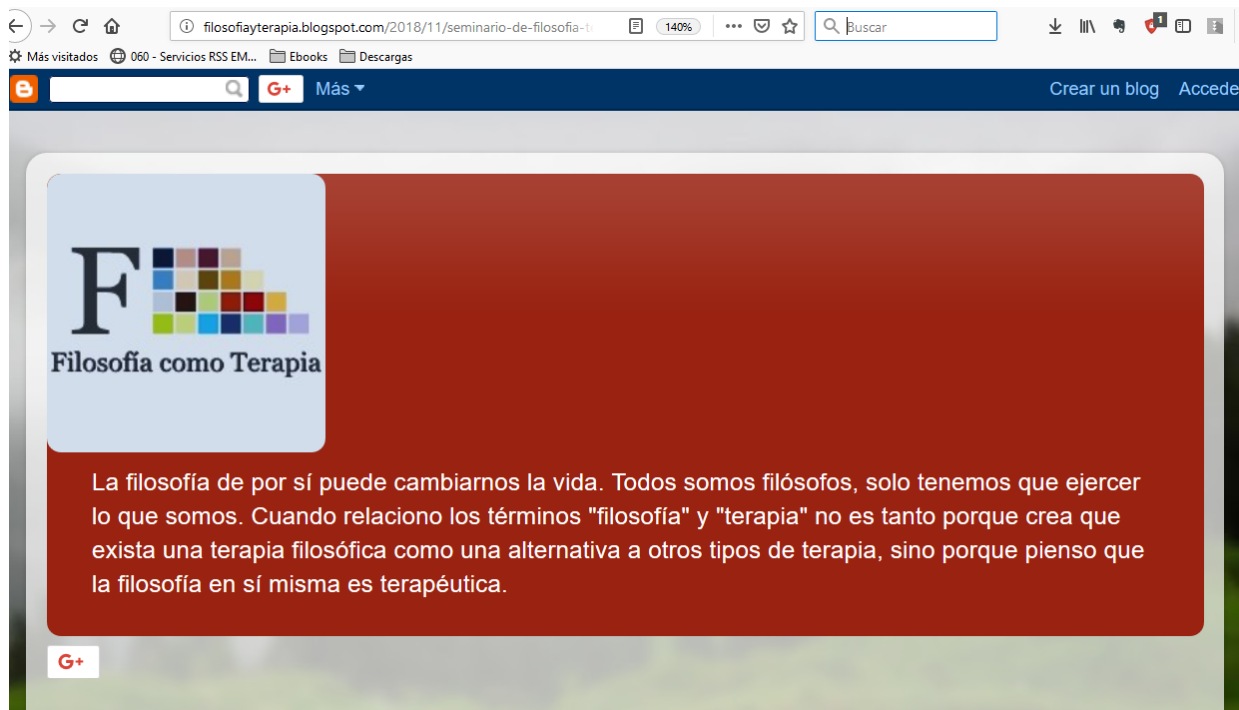 filosofiayterapia.blogspot.com/2018/11/seminario-de-filosofia-t
140%
Buscar
1
Más visitados 060 - Servicios RSS EM... Ebooks Descargas
G+ Más Crear un blog Accede
F
Filosofía como Terapia
La filosofía de por sí puede cambiarnos la vida. Todos somos filósofos, solo tenemos que ejercer
lo que somos. Cuando relaciono los términos "filosofía" y "terapia" no es tanto porque crea que
exista una terapia filosófica como una alternativa a otros tipos de terapia, sino porque pienso que
la filosofía en sí misma es terapéutica.
G+